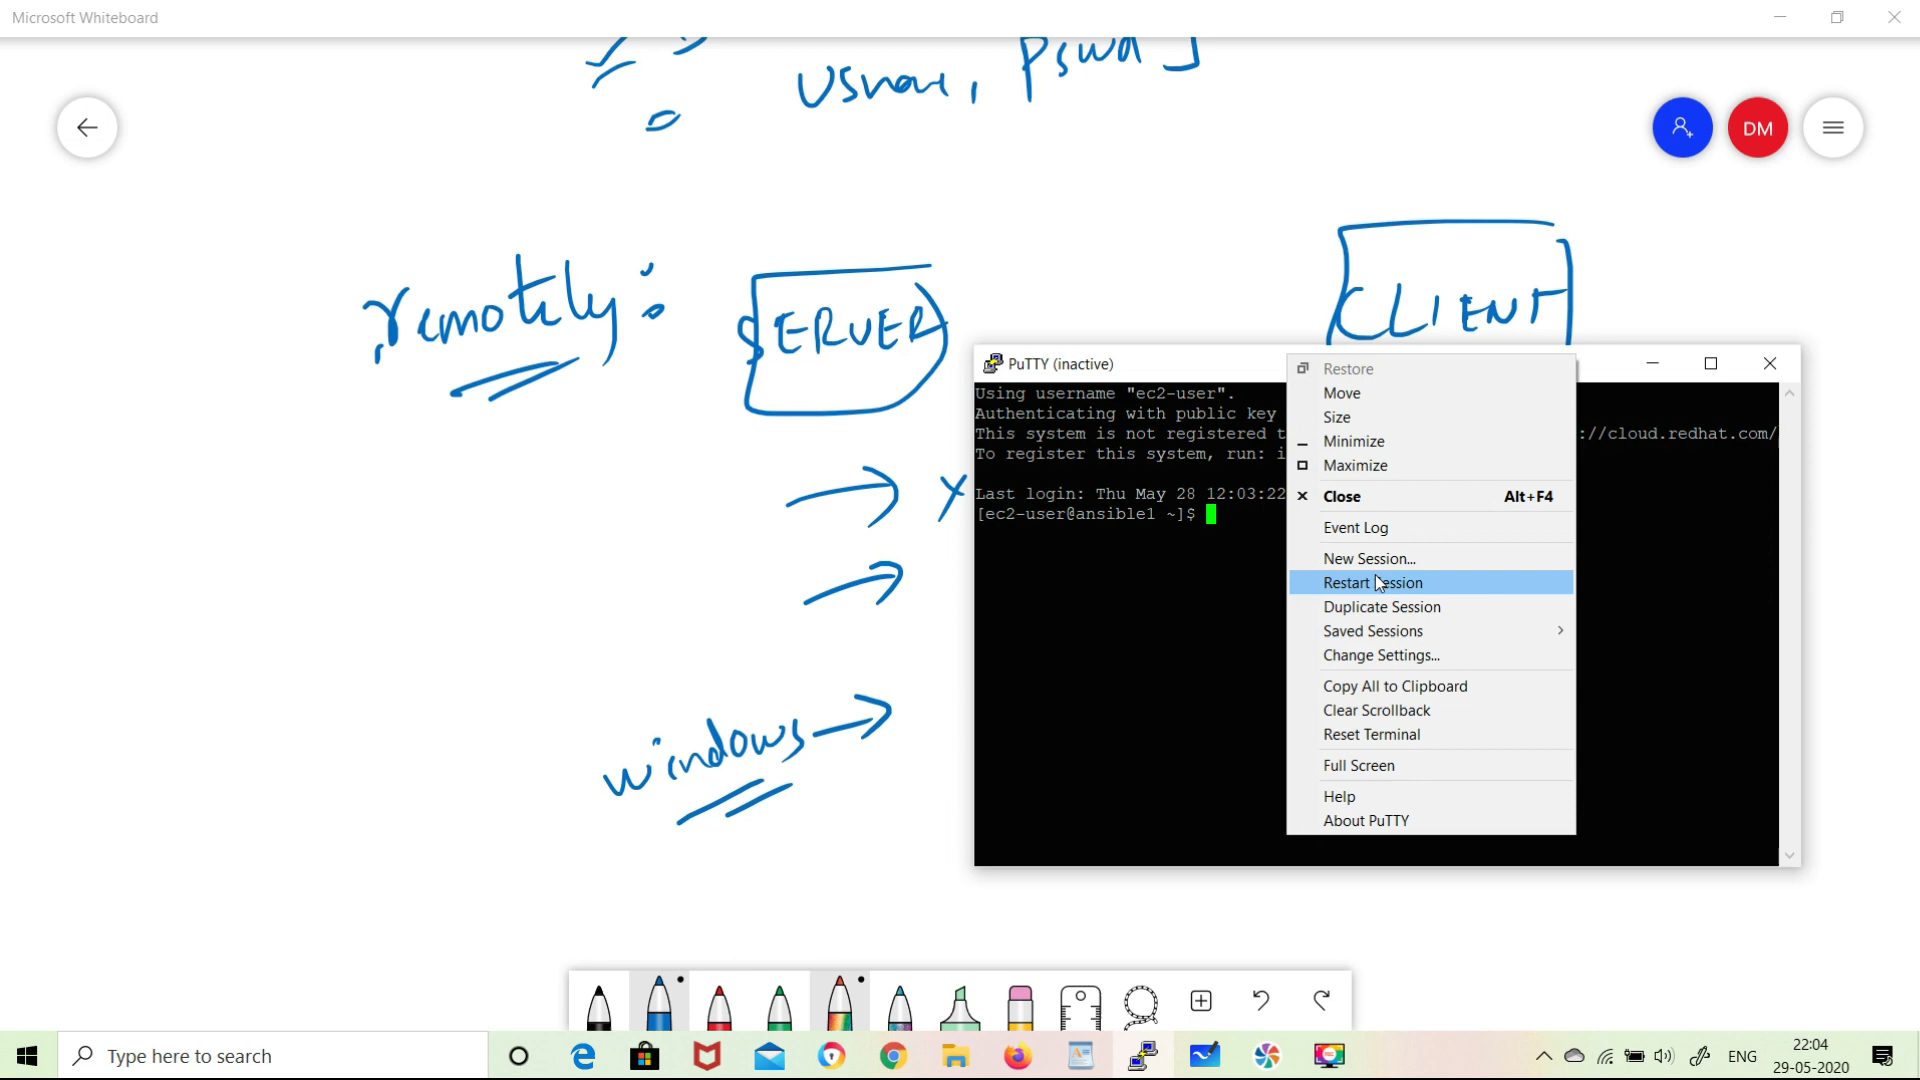 Microsoft Whiteboard
pswd ]
DM
remotely:
SERVER
CLIENT
PuTTY (inactive)
Using username "ec2-user".
Authenticating with public key
This system is not registered t
://cloud.redhat.com/
To register this system, run: i
Last login: Thu May 28 12:03:22
[ec2-user@ansible1 ~]$
Restore
Move
Size
Minimize
Maximize
Close Alt+F4
Event Log
New Session...
Restart Session
Duplicate Session
Saved Sessions
Change Settings...
Copy All to Clipboard
Clear Scrollback
Reset Terminal
Full Screen
Help
About PuTTY
X
windows
Type here to search
ENG
22:04
29-05-2020